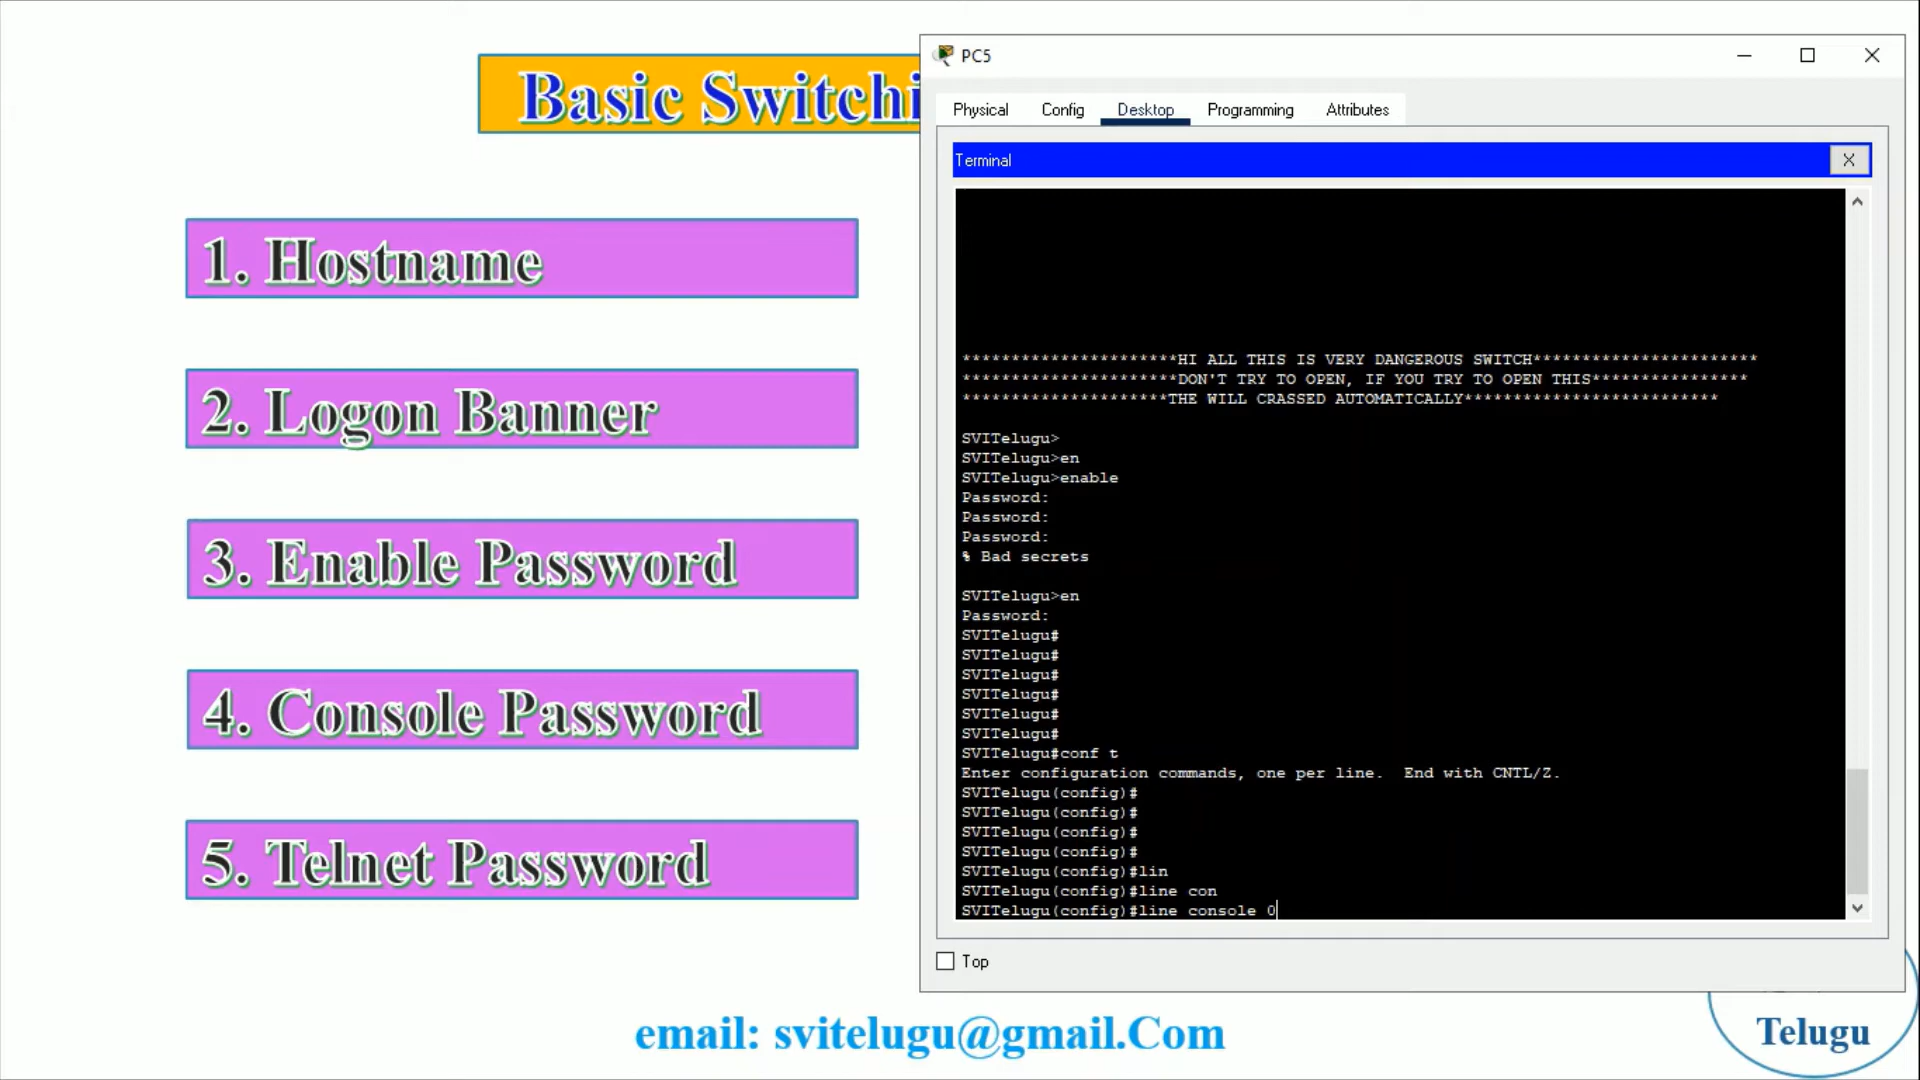 Basic Switchi
1. Hostname
2. Logon Banner
3. Enable Password
4. Console Password
5. Telnet Password
email: svitelugu@gmail.Com
Telugu
PC5
Physical Config Desktop Programming Attributes
Terminal
X
**********************HI ALL THIS IS VERY DANGEROUS SWITCH***********************
**********************DON'T TRY TO OPEN, IF YOU TRY TO OPEN THIS****************
*********************THE WILL CRASSED AUTOMATICALLY**************************
SVITelugu>
SVITelugu>en
SVITelugu>enable
Password:
Password:
Password:
% Bad secrets
SVITelugu>en
Password:
SVITelugu#
SVITelugu#
SVITelugu#
SVITelugu#
SVITelugu#
SVITelugu#
SVITelugu#conf t
Enter configuration commands, one per line.  End with CNTL/Z.
SVITelugu(config)#
SVITelugu(config)#
SVITelugu(config)#
SVITelugu(config)#
SVITelugu(config)#lin
SVITelugu(config)#line con
SVITelugu(config)#line console 0
Top